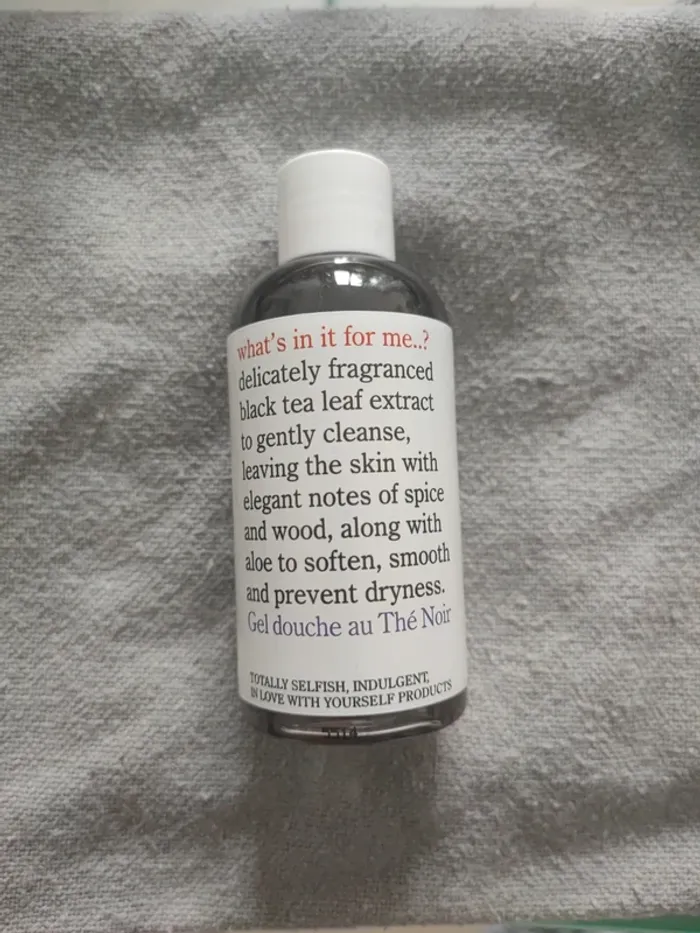 what's in it for me..?
delicately fragranced
black tea leaf extract
to gently cleanse,
leaving the skin with
elegant notes of spice
and wood, along with
aloe to soften, smooth
and prevent dryness.
Gel douche au Thé Noir
TOTALLY SELFISH, INDULGENT,
IN LOVE WITH YOURSELF PRODUCTS